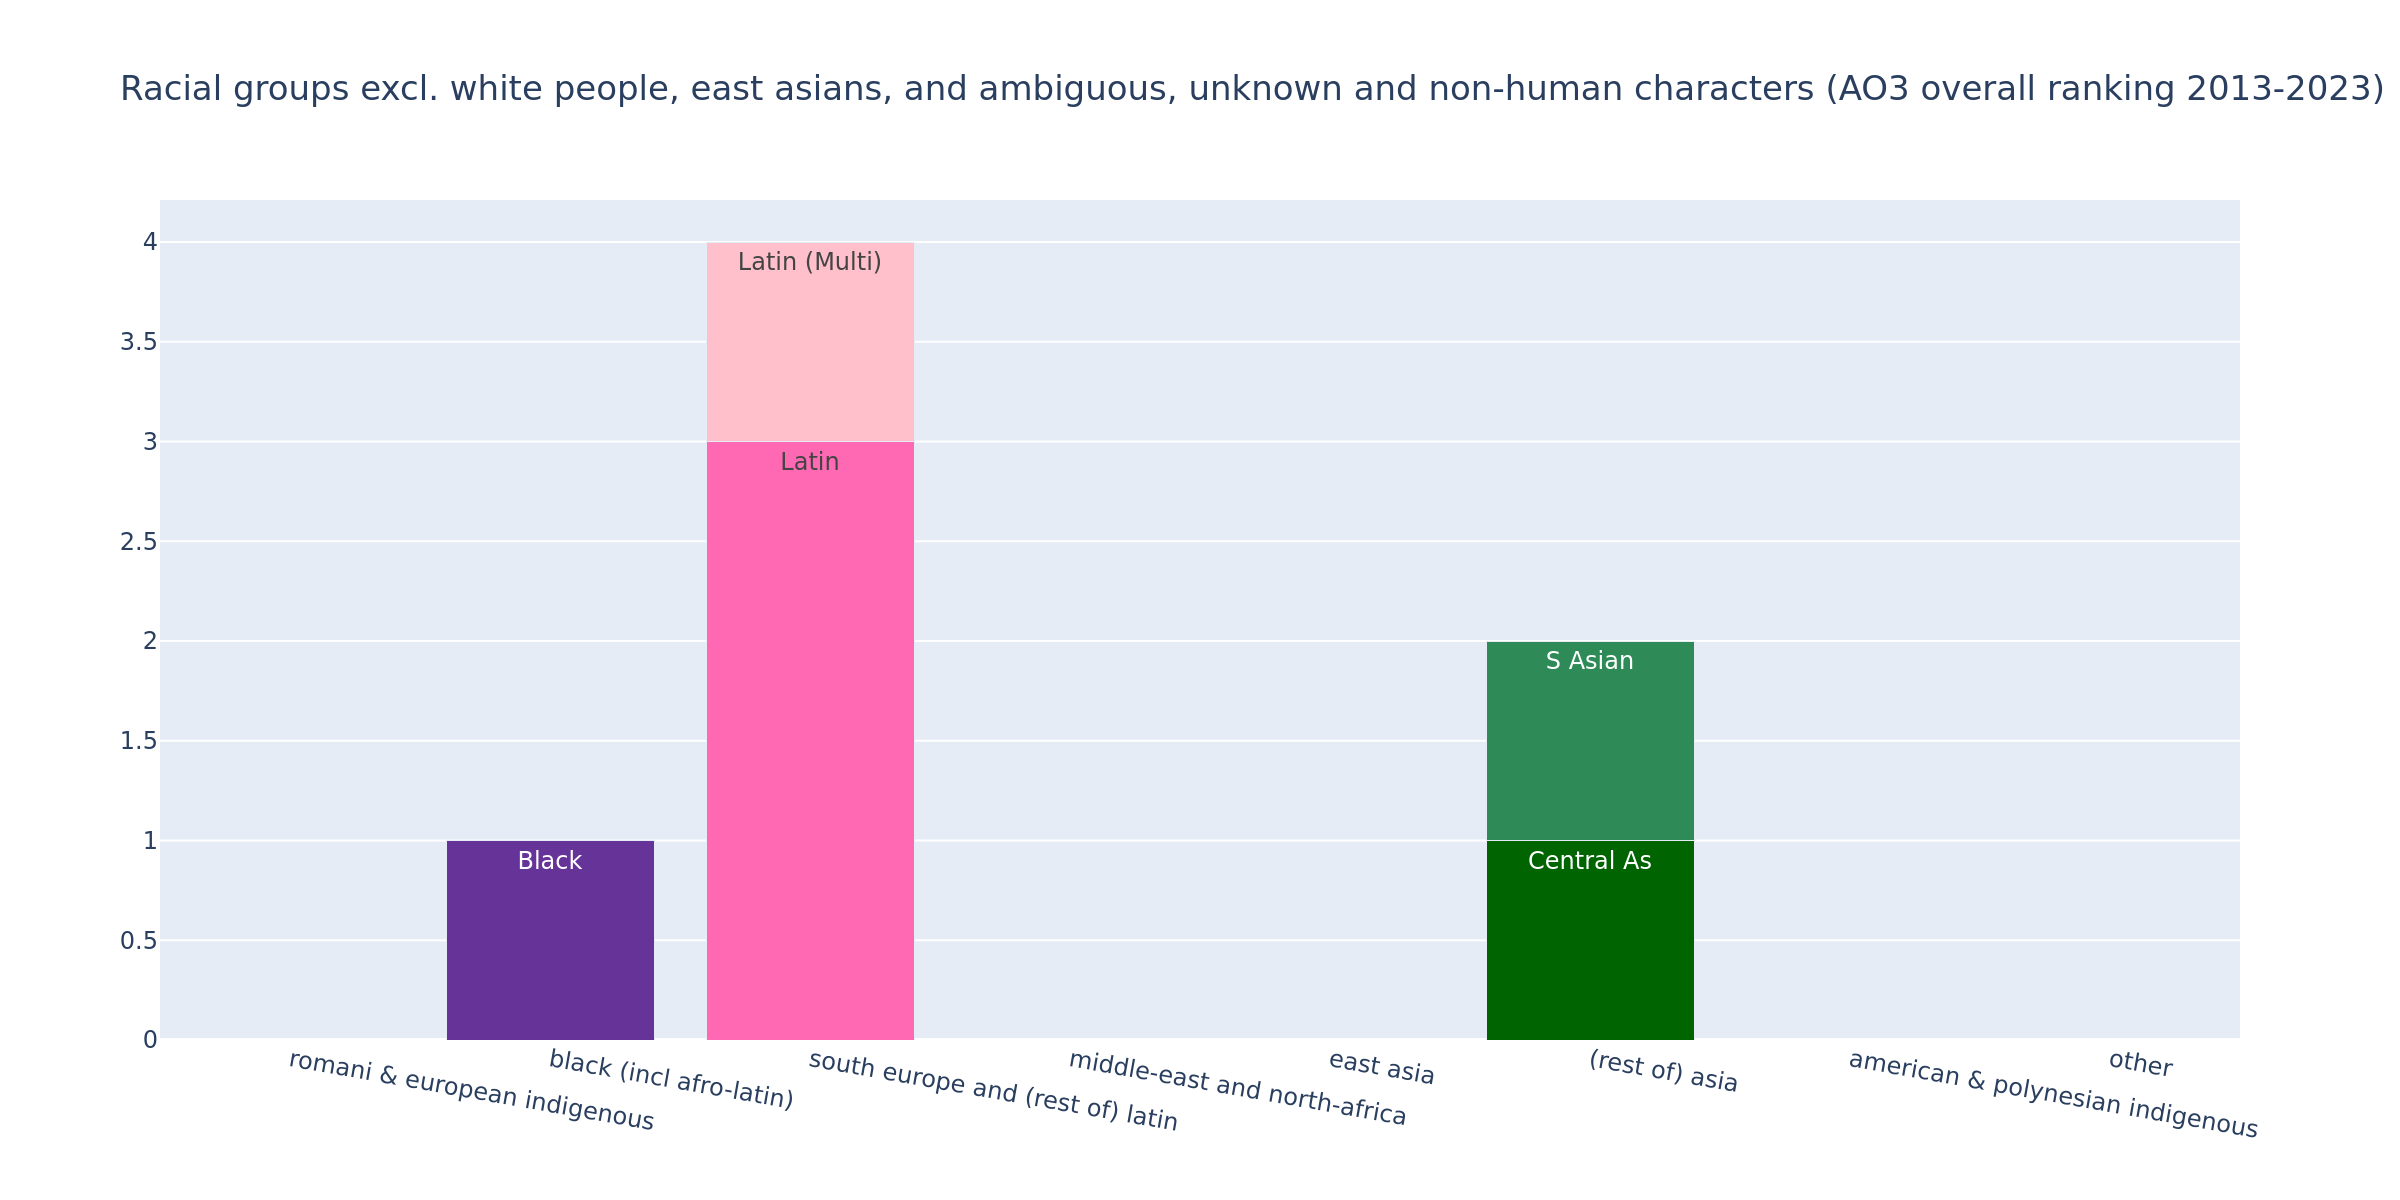 Racial groups excl. white people, east asians, and ambiguous, unknown and non-human characters (AO3 overall ranking 2013-2023)
4
3.5
3
2.5
2
1.5
1
0.5
0
Latin (Multi)
Latin
S Asian
Black
Central As
romani & european indigenous
black (incl afro-latin)
south europe and (rest of) latin
middle-east and north-africa
east asia
(rest of) asia
american & polynesian indigenous
other